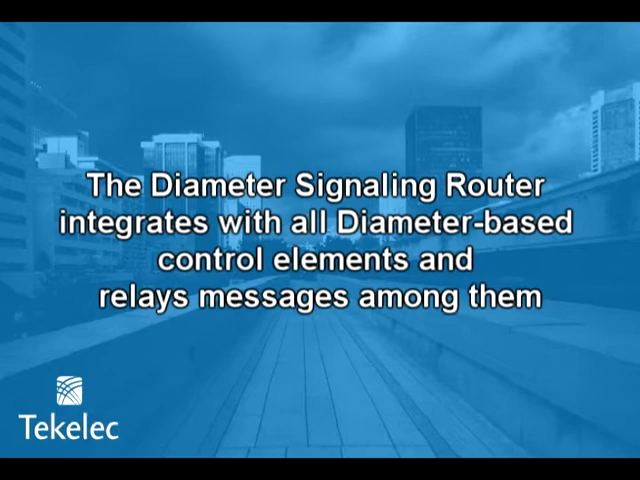 The Diameter Signaling Router
integrates with all Diameter-based
control elements and
relays messages among them
Tekelec